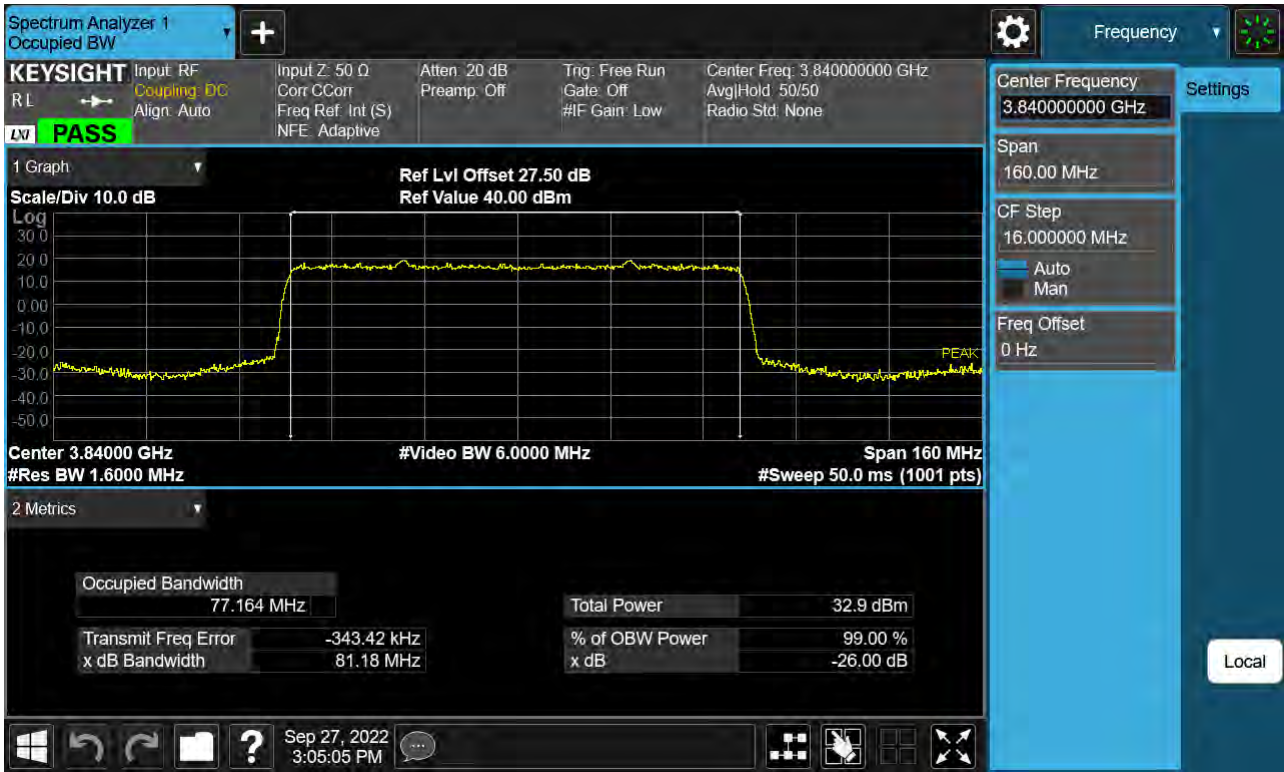 Spectrum Analyzer 1
Occupied BW
+
Frequency
KEYSIGHT
RL
LXI
PASS
Input: RF
Coupling: DC
Align: Auto
Input Z: 50 Ω
Corr CCorr
Freq Ref: Int (S)
NFE: Adaptive
Atten: 20 dB
Preamp: Off
Trig: Free Run
Gate: Off
#IF Gain: Low
Center Freq: 3.840000000 GHz
Avg|Hold: 50/50
Radio Std: None
Center Frequency
3.840000000 GHz
Settings
Span
160.00 MHz
CF Step
16.000000 MHz
Auto
Man
Freq Offset
0 Hz
Local
1 Graph
Scale/Div 10.0 dB
Ref Lvl Offset 27.50 dB
Ref Value 40.00 dBm
Log
30.0
20.0
10.0
0.00
-10.0
-20.0
-30.0
-40.0
-50.0
PEAK
Center 3.84000 GHz
#Video BW 6.0000 MHz
Span 160 MHz
#Res BW 1.6000 MHz
#Sweep 50.0 ms (1001 pts)
2 Metrics
Occupied Bandwidth
77.164 MHz
Total Power 32.9 dBm
Transmit Freq Error -343.42 kHz
% of OBW Power 99.00 %
x dB Bandwidth 81.18 MHz
x dB -26.00 dB
?
Sep 27, 2022
3:05:05 PM